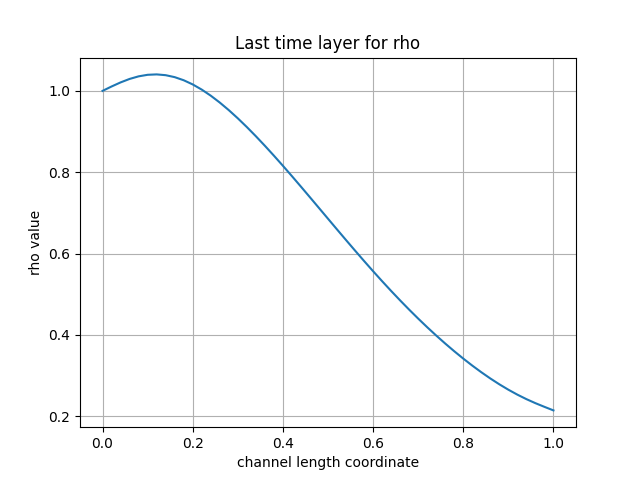 Last time layer for rho
rho value
1.0
0.8
0.6
0.4
0.2
0.0 0.2 0.4 0.6 0.8 1.0
channel length coordinate